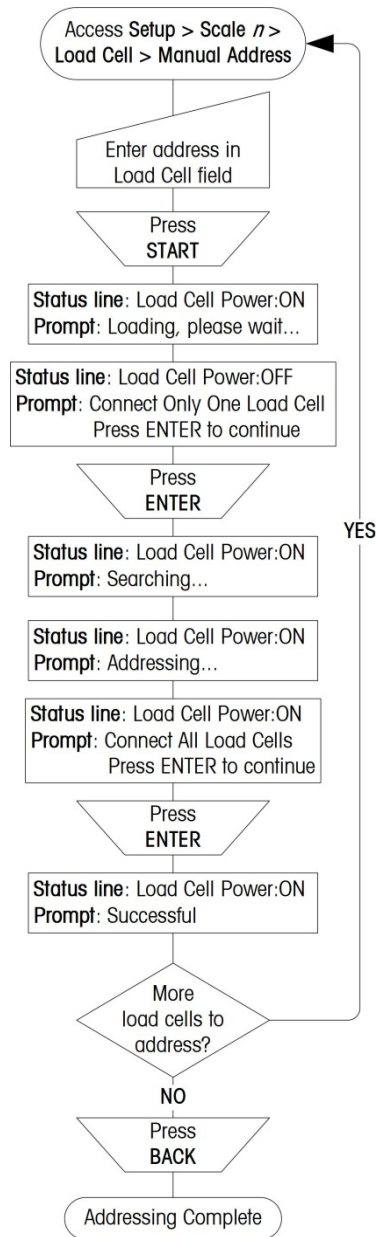 Access Setup > Scale n >
Load Cell > Manual Address
Enter address in
Load Cell field
Press
START
Status line: Load Cell Power:ON
Prompt: Loading, please wait...
Status line: Load Cell Power:OFF
Prompt: Connect Only One Load Cell
Press ENTER to continue
Press
ENTER
YES
Status line: Load Cell Power:ON
Prompt: Searching...
Status line: Load Cell Power:ON
Prompt: Addressing...
Status line: Load Cell Power:ON
Prompt: Connect All Load Cells
Press ENTER to continue
Press
ENTER
Status line: Load Cell Power:ON
Prompt: Successful
More
load cells to
address?
NO
Press
BACK
Addressing Complete